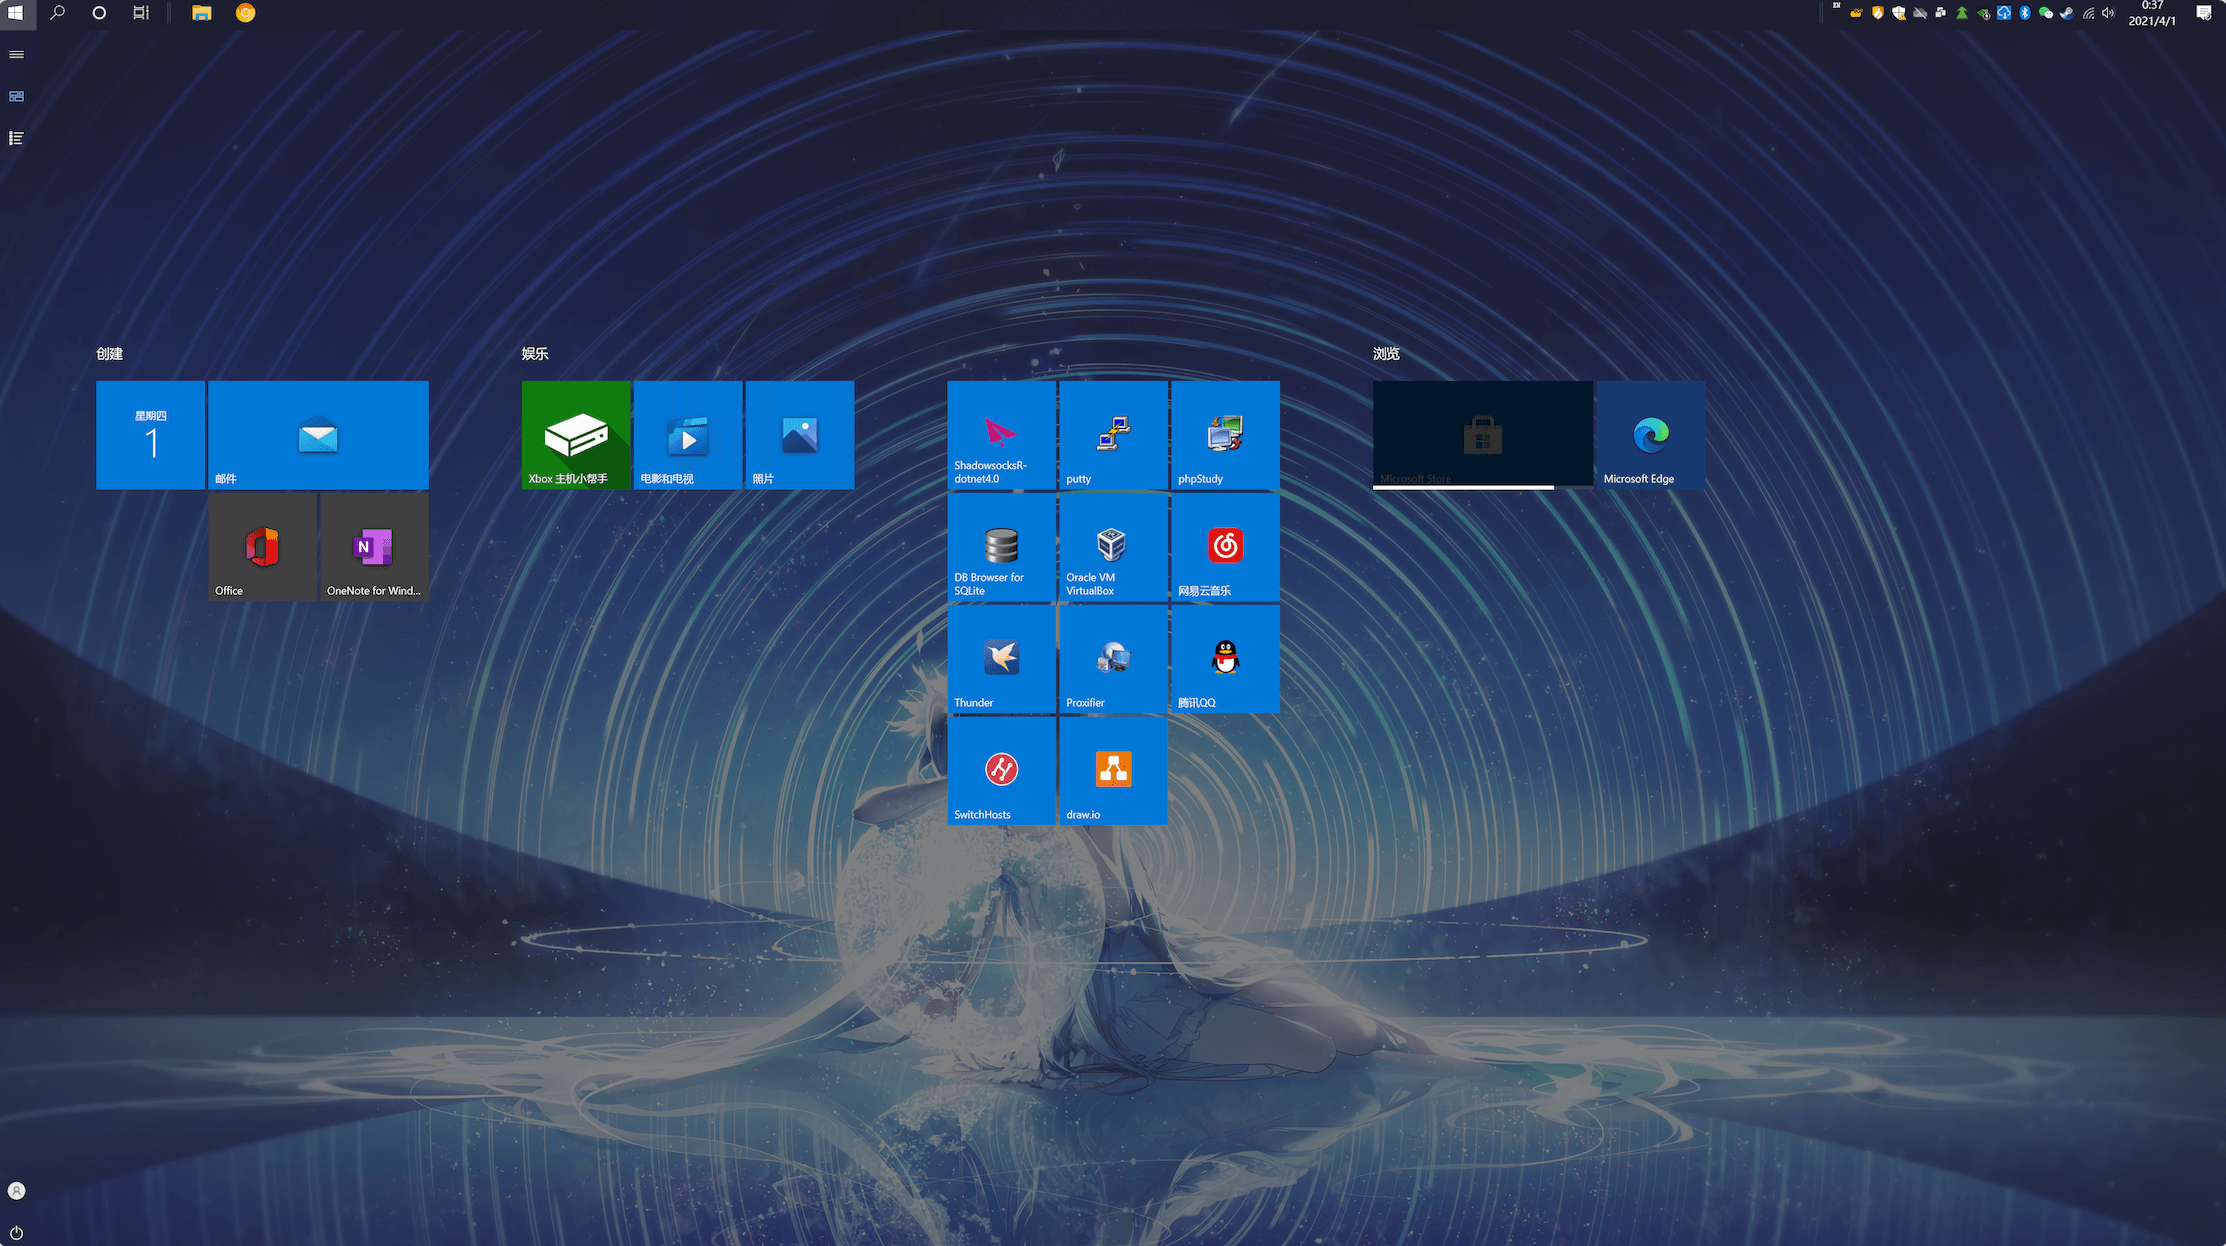 0:37
2021/4/1
创建
娱乐
浏览
星期四
1
邮件
Xbox 主机小帮手
电影和电视
照片
ShadowsocksR-
dotnet4.0
putty
phpStudy
Microsoft Store
Microsoft Edge
Office
OneNote for Wind...
DB Browser for
SQLite
Oracle VM
VirtualBox
网易云音乐
Thunder
Proxifier
腾讯QQ
SwitchHosts
draw.io